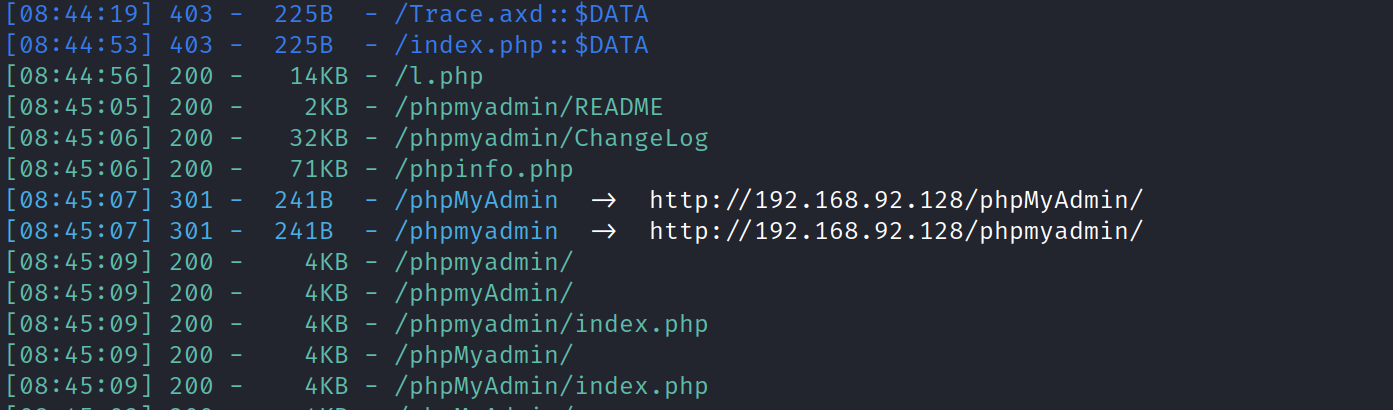 [08:44:19] 403 -  225B  - /Trace.axd::$DATA
[08:44:53] 403 -  225B  - /index.php::$DATA
[08:44:56] 200 -   14KB - /l.php
[08:45:05] 200 -    2KB - /phpmyadmin/README
[08:45:06] 200 -   32KB - /phpmyadmin/ChangeLog
[08:45:06] 200 -   71KB - /phpinfo.php
[08:45:07] 301 -  241B  - /phpMyAdmin  ->  http://192.168.92.128/phpMyAdmin/
[08:45:07] 301 -  241B  - /phpmyadmin  ->  http://192.168.92.128/phpmyadmin/
[08:45:09] 200 -    4KB - /phpmyadmin/
[08:45:09] 200 -    4KB - /phpmyAdmin/
[08:45:09] 200 -    4KB - /phpmyadmin/index.php
[08:45:09] 200 -    4KB - /phpMyadmin/
[08:45:09] 200 -    4KB - /phpMyAdmin/index.php